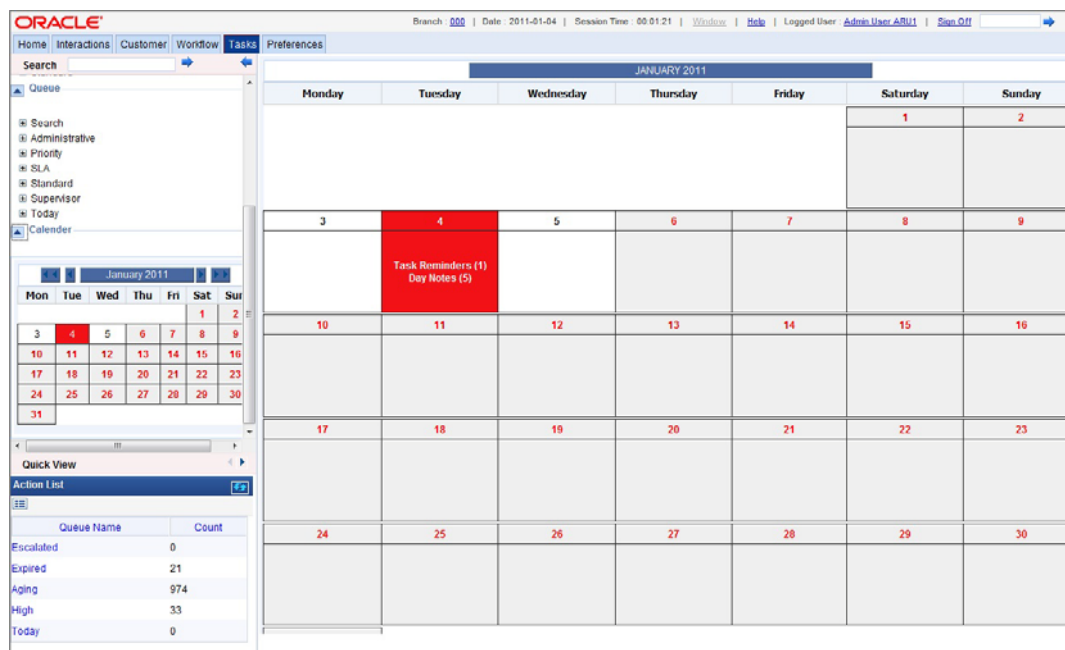 ORACLE
Branch : 000 | Date : 2011-01-04 | Session Time : 00:01:21 | Window | Help | Logged User : Admin User ARU1 | Sign Off
Home Interactions Customer Workflow Tasks Preferences
Search
Queue
Search
Administrative
Priority
SLA
Standard
Supervisor
Today
Calender
January 2011
Mon Tue Wed Thu Fri Sat Sun
1 2
3 4 5 6 7 8 9
10 11 12 13 14 15 16
17 18 19 20 21 22 23
24 25 26 27 28 29 30
31
Quick View
Action List
Queue Name Count
Escalated 0
Expired 21
Aging 974
High 33
Today 0
JANUARY 2011
Monday Tuesday Wednesday Thursday Friday Saturday Sunday
1 2
3 4 5 6 7 8 9
Task Reminders (1)
Day Notes (5)
10 11 12 13 14 15 16
17 18 19 20 21 22 23
24 25 26 27 28 29 30